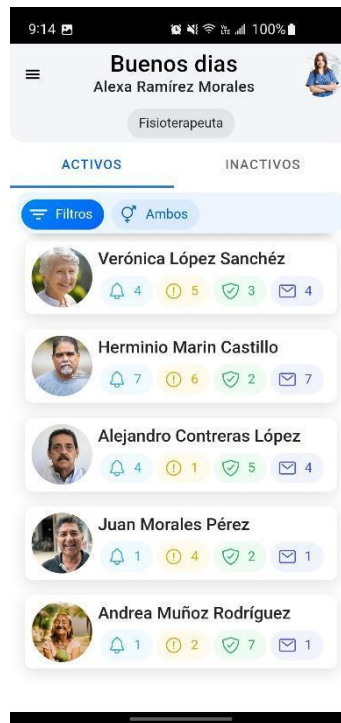 9:14 100%
Buenos dias
Alexa Ramírez Morales
Fisioterapeuta
ACTIVOS INACTIVOS
Filtros Ambos
Verónica López Sanchéz
4 5 3 4
Herminio Marin Castillo
7 6 2 7
Alejandro Contreras López
4 1 5 4
Juan Morales Pérez
1 4 2 1
Andrea Muñoz Rodríguez
1 2 7 1